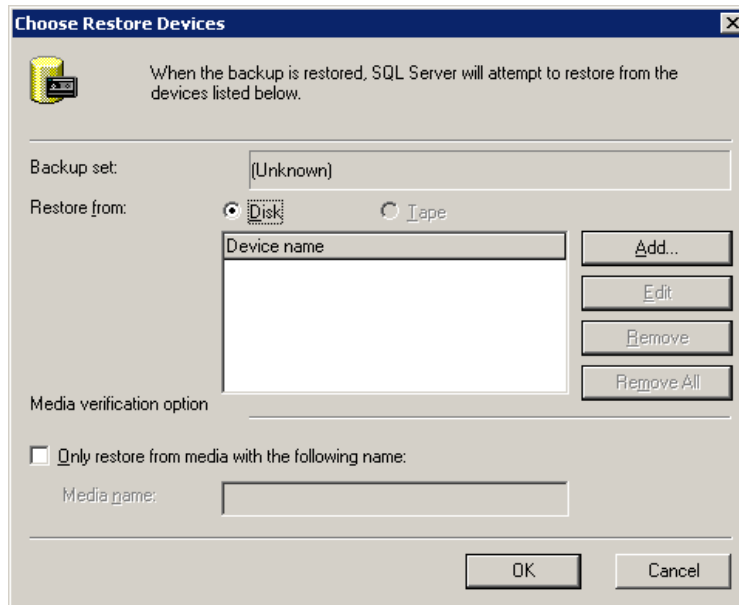 Choose Restore Devices
When the backup is restored, SQL Server will attempt to restore from the
devices listed below.
Backup set:
(Unknown)
Restore from:
Disk
Tape
Device name
Add...
Edit
Remove
Remove All
Media verification option
Only restore from media with the following name:
Media name:
OK
Cancel